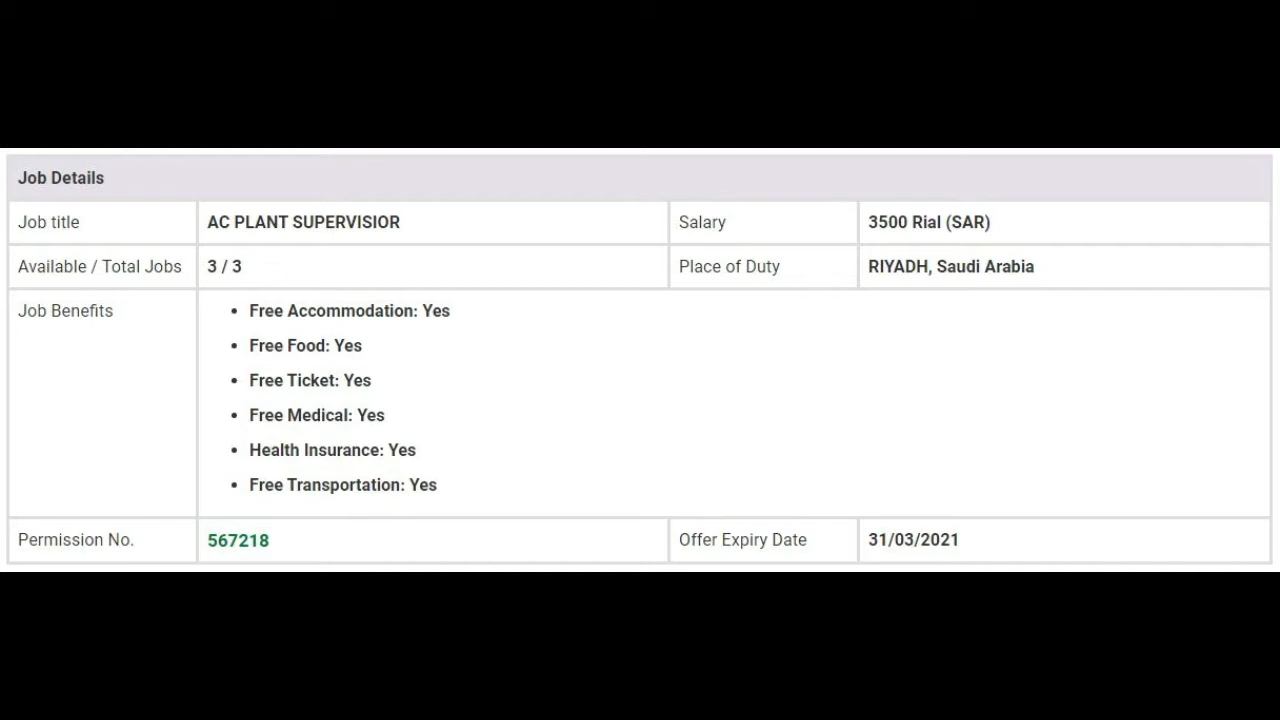 Job Details
Job title AC PLANT SUPERVISIOR Salary 3500 Rial (SAR)
Available / Total Jobs 3 / 3 Place of Duty RIYADH, Saudi Arabia
Job Benefits
• Free Accommodation: Yes
• Free Food: Yes
• Free Ticket: Yes
• Free Medical: Yes
• Health Insurance: Yes
• Free Transportation: Yes
Permission No. 567218 Offer Expiry Date 31/03/2021